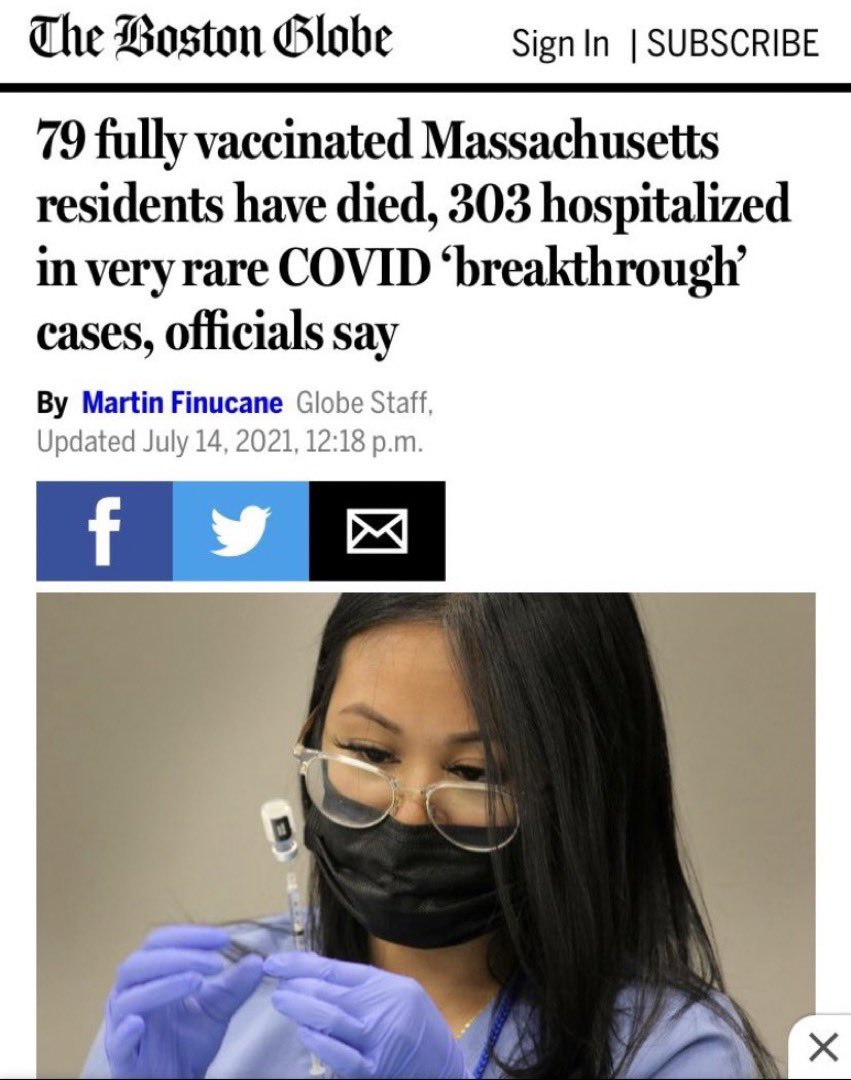 The Boston Globe
Sign In | SUBSCRIBE
79 fully vaccinated Massachusetts
residents have died, 303 hospitalized
in very rare COVID ‘breakthrough’
cases, officials say
By Martin Finucane Globe Staff,
Updated July 14, 2021, 12:18 p.m.